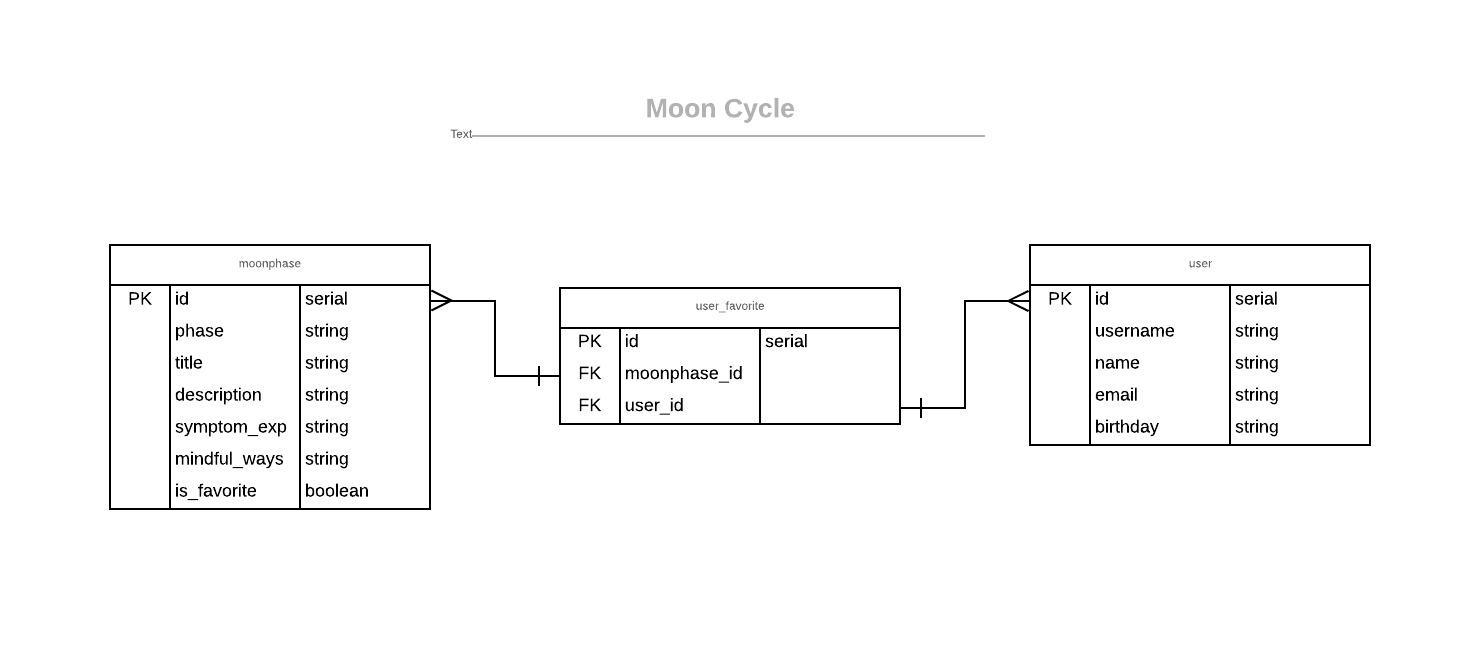 Moon Cycle
Text
moonphase
PK id serial
phase string
title string
description string
symptom_exp string
mindful_ways string
is_favorite boolean
user_favorite
PK id serial
FK moonphase_id
FK user_id
user
PK id serial
username string
name string
email string
birthday string